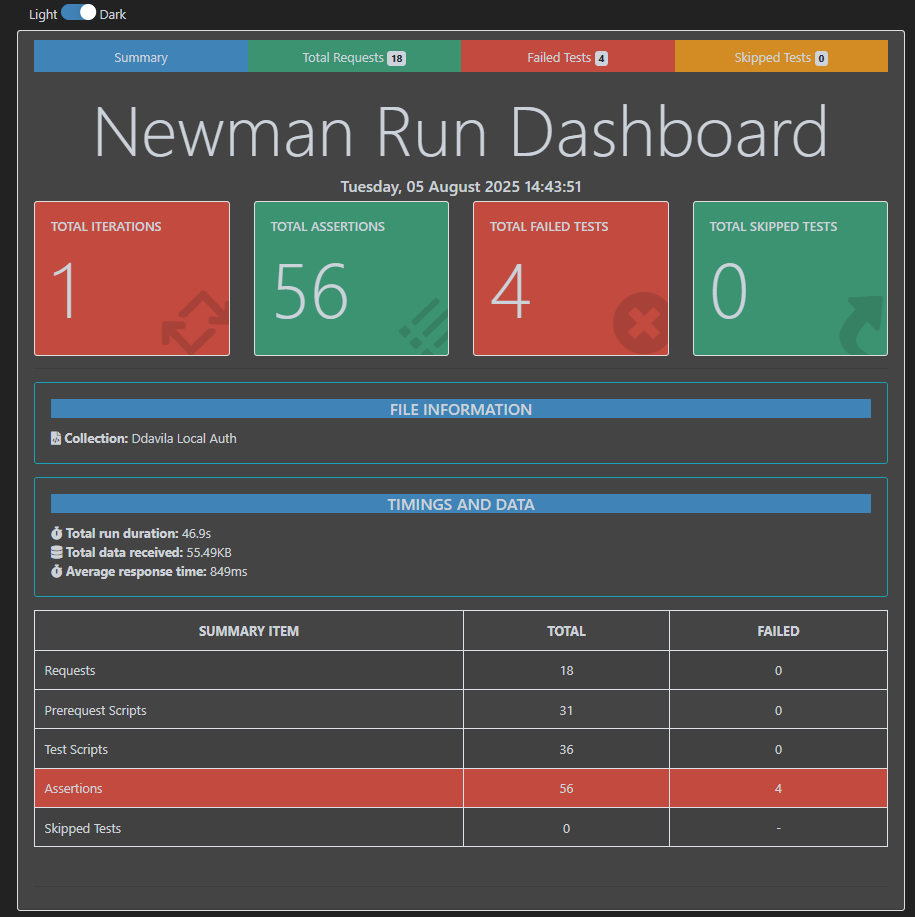 Light Dark
Summary Total Requests 18 Failed Tests 4 Skipped Tests 0
Newman Run Dashboard
Tuesday, 05 August 2025 14:43:51
TOTAL ITERATIONS TOTAL ASSERTIONS TOTAL FAILED TESTS TOTAL SKIPPED TESTS
1 56 4 0
FILE INFORMATION
Collection: Ddavila Local Auth
TIMINGS AND DATA
Total run duration: 46.9s
Total data received: 55.49KB
Average response time: 849ms
SUMMARY ITEM TOTAL FAILED
Requests 18 0
Prerequest Scripts 31 0
Test Scripts 36 0
Assertions 56 4
Skipped Tests 0 -